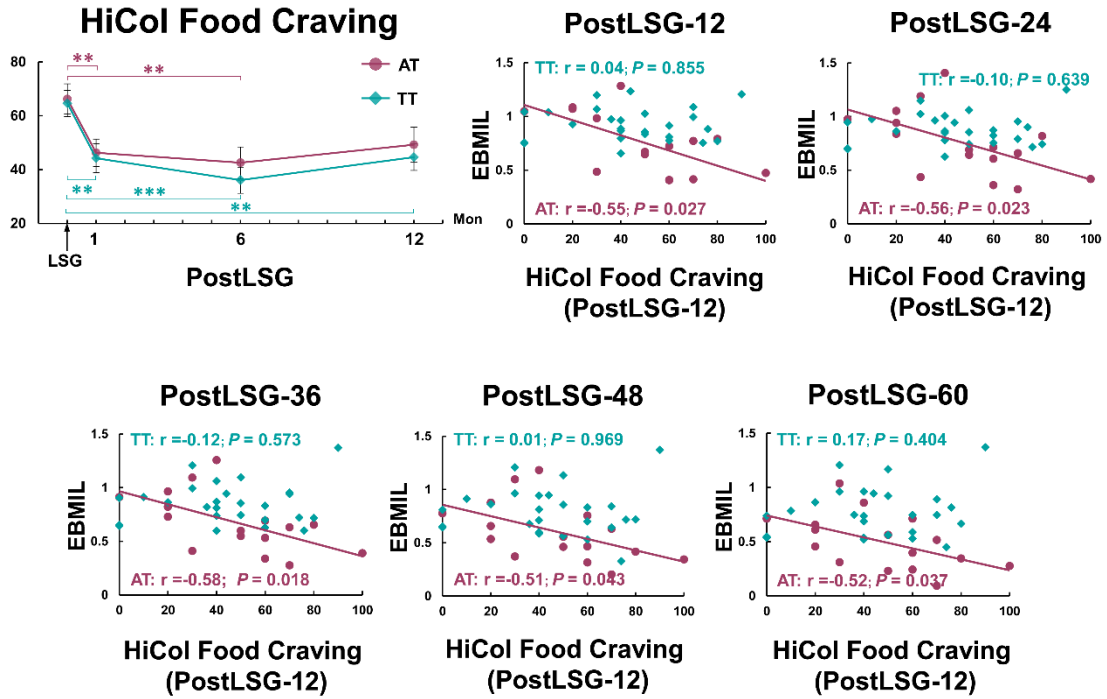 HiCol Food Craving
80
60
40
20
**
**
AT
TT
**
***
**
Mon
LSG
1
6
12
PostLSG
PostLSG-12
1.5
1
0.5
0
EBMIL
TT: r = 0.04; P = 0.855
AT: r =-0.55; P = 0.027
0 20 40 60 80 100
HiCol Food Craving
(PostLSG-12)
PostLSG-24
1.5
1
0.5
0
EBMIL
TT: r =-0.10; P = 0.639
AT: r =-0.56; P = 0.023
0 20 40 60 80 100
HiCol Food Craving
(PostLSG-12)
PostLSG-36
1.5
1
0.5
0
EBMIL
TT: r =-0.12; P = 0.573
AT: r =-0.58; P = 0.018
0 20 40 60 80 100
HiCol Food Craving
(PostLSG-12)
PostLSG-48
1.5
1
0.5
0
EBMIL
TT: r = 0.01; P = 0.969
AT: r =-0.51; P = 0.043
0 20 40 60 80 100
HiCol Food Craving
(PostLSG-12)
PostLSG-60
1.5
1
0.5
0
EBMIL
TT: r = 0.17; P = 0.404
AT: r =-0.52; P = 0.037
0 20 40 60 80 100
HiCol Food Craving
(PostLSG-12)